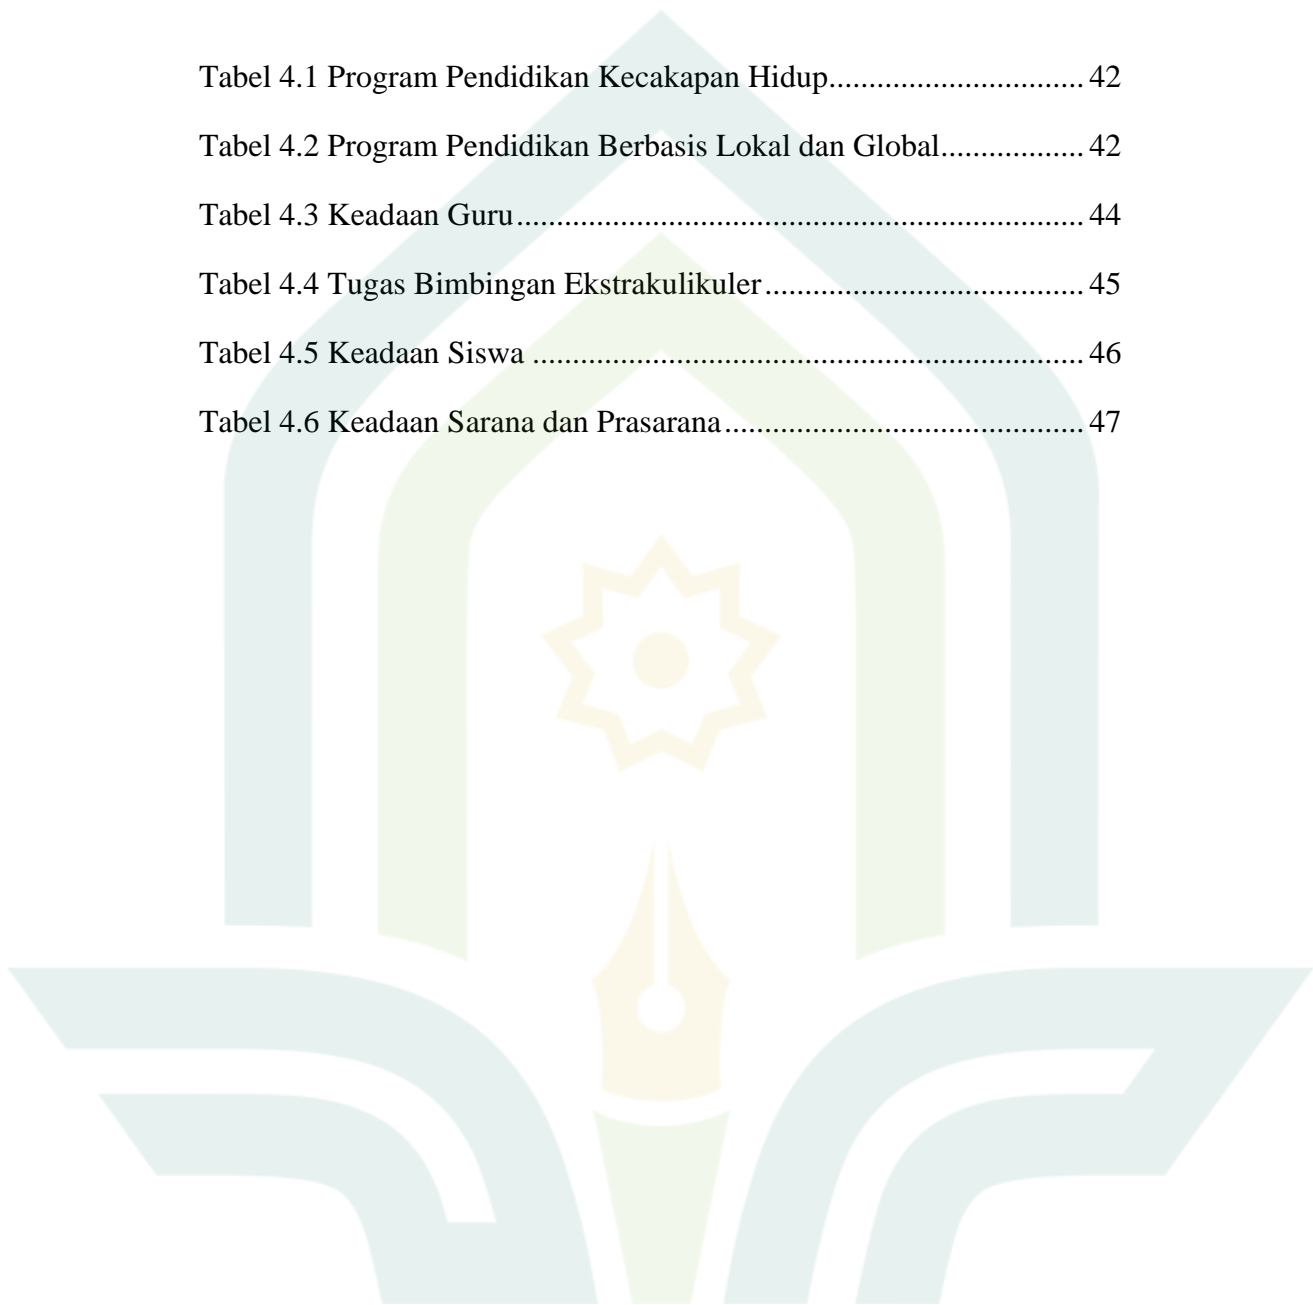 Tabel 4.1 Program Pendidikan Kecakapan Hidup................................ 42
Tabel 4.2 Program Pendidikan Berbasis Lokal dan Global.................. 42
Tabel 4.3 Keadaan Guru....................................................................... 44
Tabel 4.4 Tugas Bimbingan Ekstrakulikuler........................................ 45
Tabel 4.5 Keadaan Siswa ..................................................................... 46
Tabel 4.6 Keadaan Sarana dan Prasarana............................................. 47